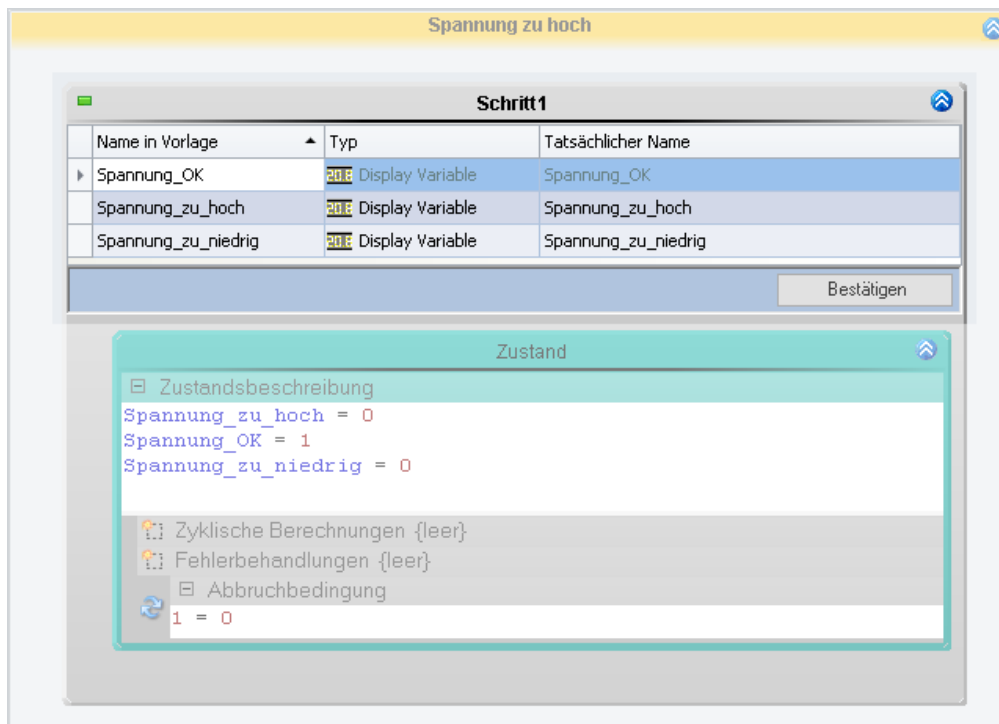 Spannung zu hoch
Schritt1
Name in Vorlage Typ Tatsächlicher Name
Spannung_OK Display Variable Spannung_OK
Spannung_zu_hoch Display Variable Spannung_zu_hoch
Spannung_zu_niedrig Display Variable Spannung_zu_niedrig
Bestätigen
Zustand
Zustandsbeschreibung
Spannung_zu_hoch = 0
Spannung_OK = 1
Spannung_zu_niedrig = 0
Zyklische Berechnungen {leer}
Fehlerbehandlungen {leer}
Abbruchbedingung
1 = 0